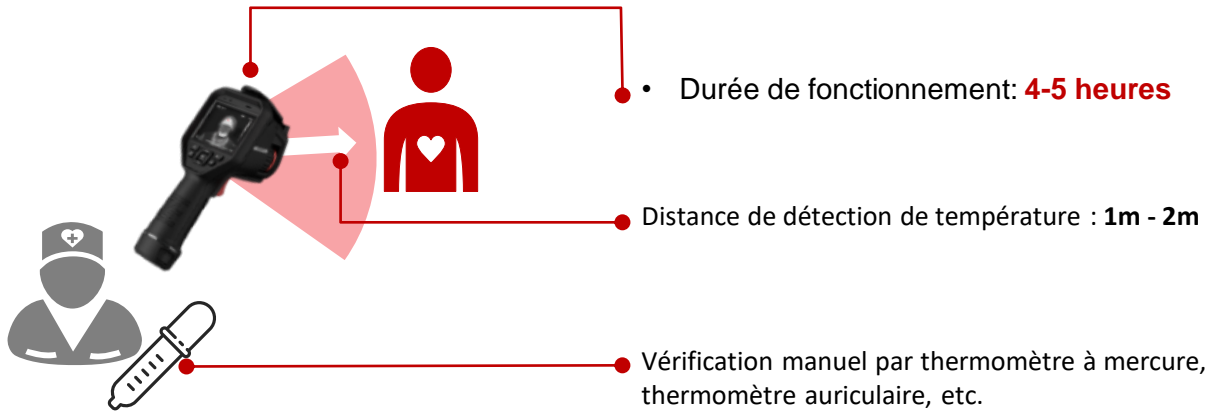 • Durée de fonctionnement: 4-5 heures
Distance de détection de température : 1m - 2m
Vérification manuel par thermomètre à mercure,
thermomètre auriculaire, etc.